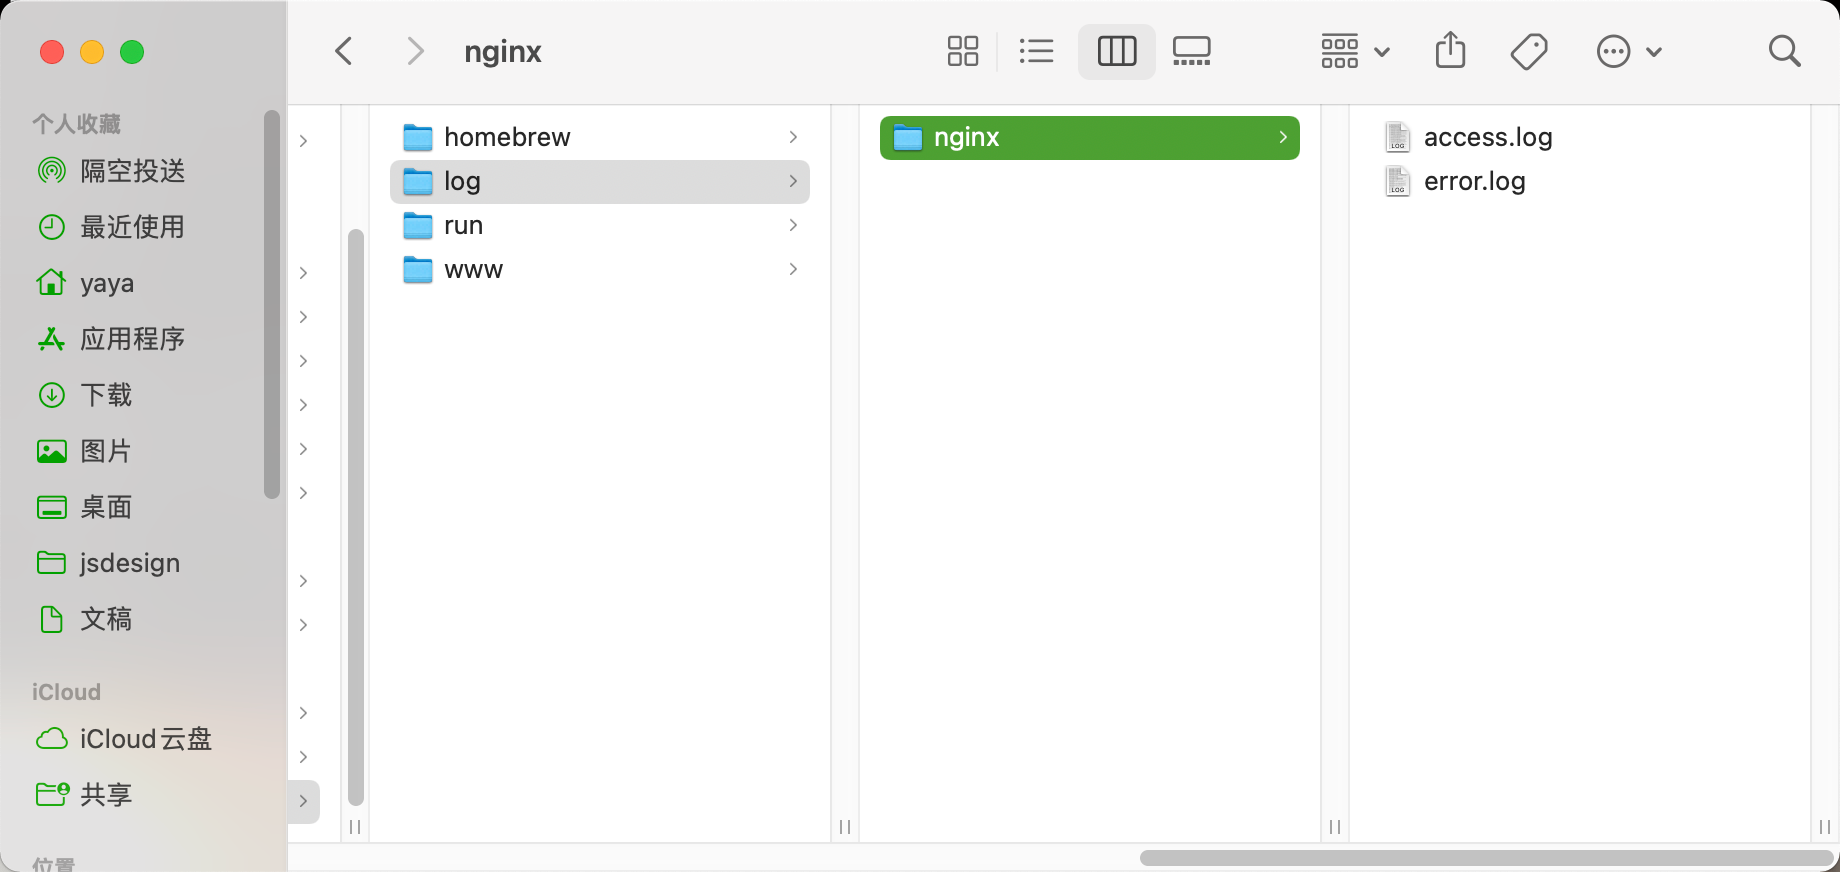 nginx
个人收藏
隔空投送
最近使用
yaya
应用程序
下载
图片
桌面
jsdesign
文稿
iCloud
iCloud云盘
共享
位置
homebrew
log
run
www
nginx
access.log
error.log